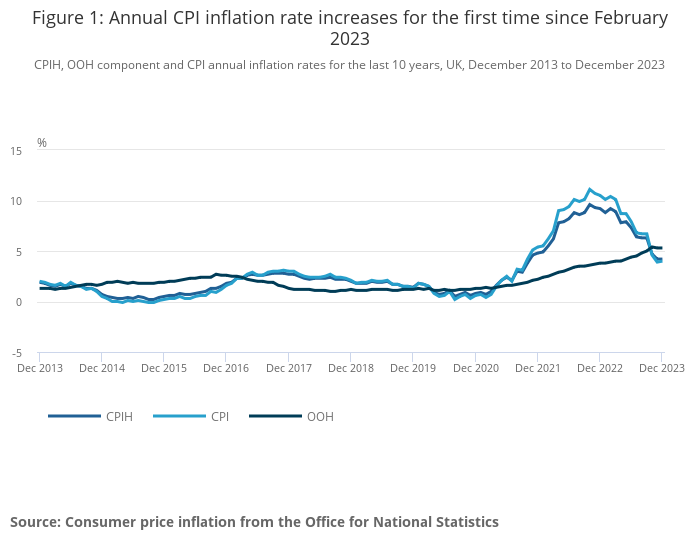 Figure 1: Annual CPI inflation rate increases for the first time since February
2023
CPIH, OOH component and CPI annual inflation rates for the last 10 years, UK, December 2013 to December 2023
%
15
10
5
0
-5
Dec 2013 Dec 2014 Dec 2015 Dec 2016 Dec 2017 Dec 2018 Dec 2019 Dec 2020 Dec 2021 Dec 2022 Dec 2023
CPIH CPI OOH
Source: Consumer price inflation from the Office for National Statistics